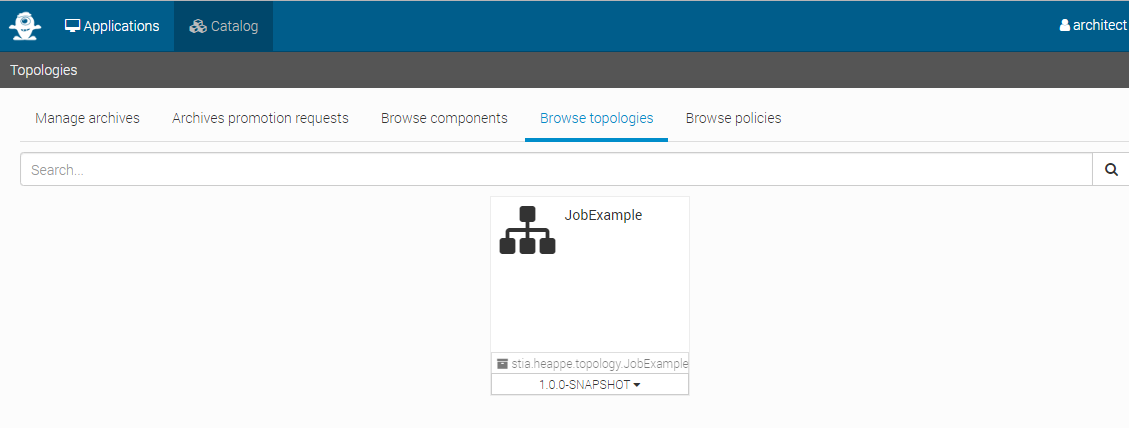 Applications Catalog architect
Topologies
Manage archives Archives promotion requests Browse components Browse topologies Browse policies
Search...
JobExample
stia.heappe.topology.JobExample
1.0.0-SNAPSHOT